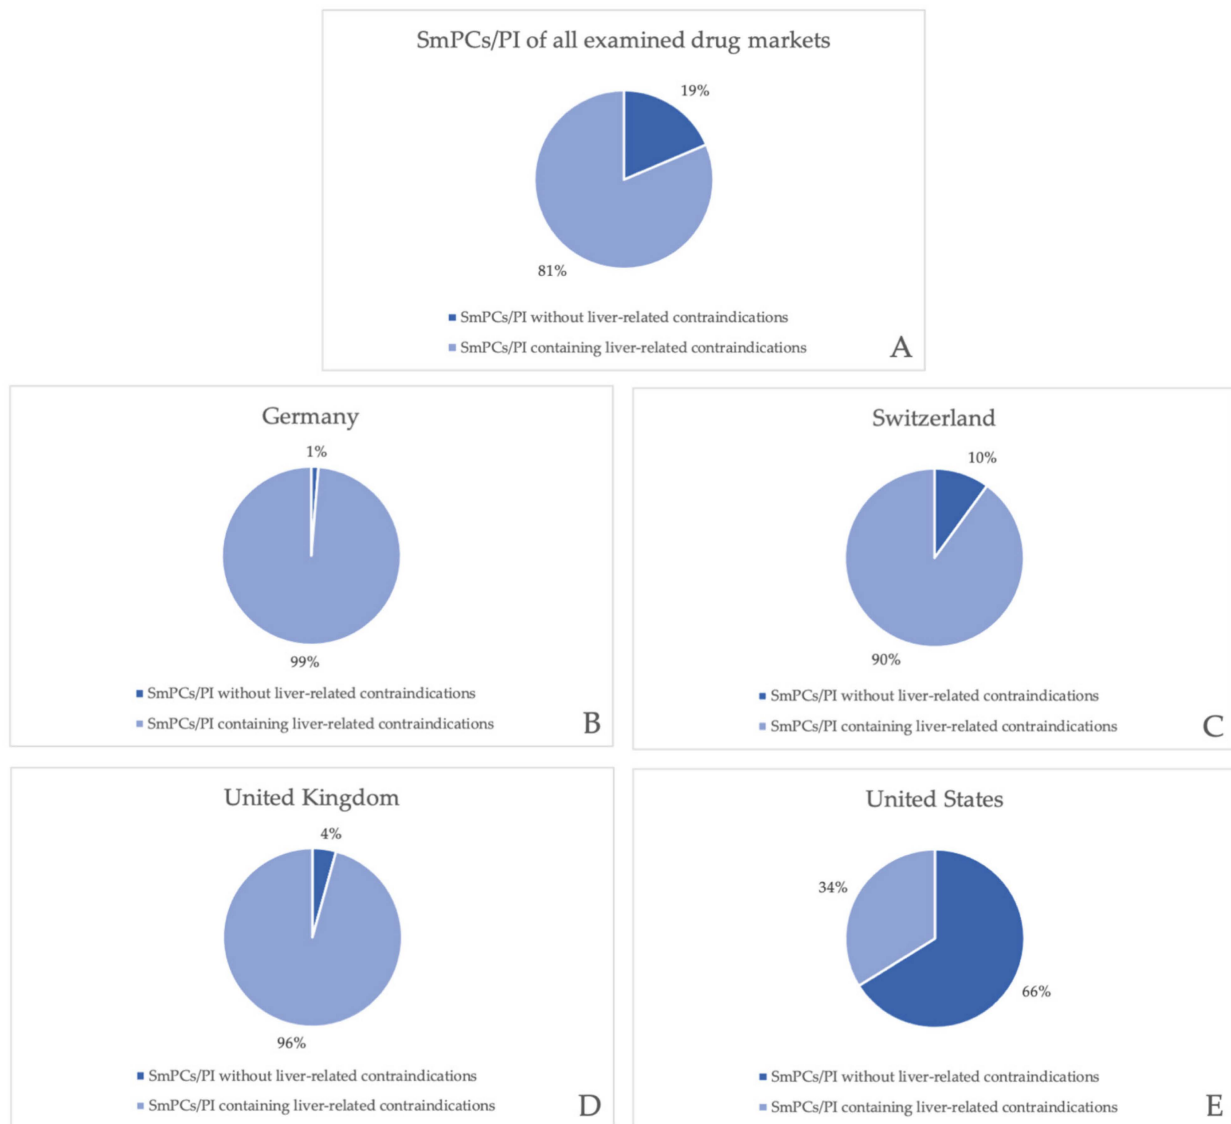 SmPCs/PI of all examined drug markets
19%
81%
SmPCs/PI without liver-related contraindications
SmPCs/PI containing liver-related contraindications
A
Germany
1%
99%
SmPCs/PI without liver-related contraindications
SmPCs/PI containing liver-related contraindications
B
Switzerland
10%
90%
SmPCs/PI without liver-related contraindications
SmPCs/PI containing liver-related contraindications
C
United Kingdom
4%
96%
SmPCs/PI without liver-related contraindications
SmPCs/PI containing liver-related contraindications
D
United States
34%
66%
SmPCs/PI without liver-related contraindications
SmPCs/PI containing liver-related contraindications
E